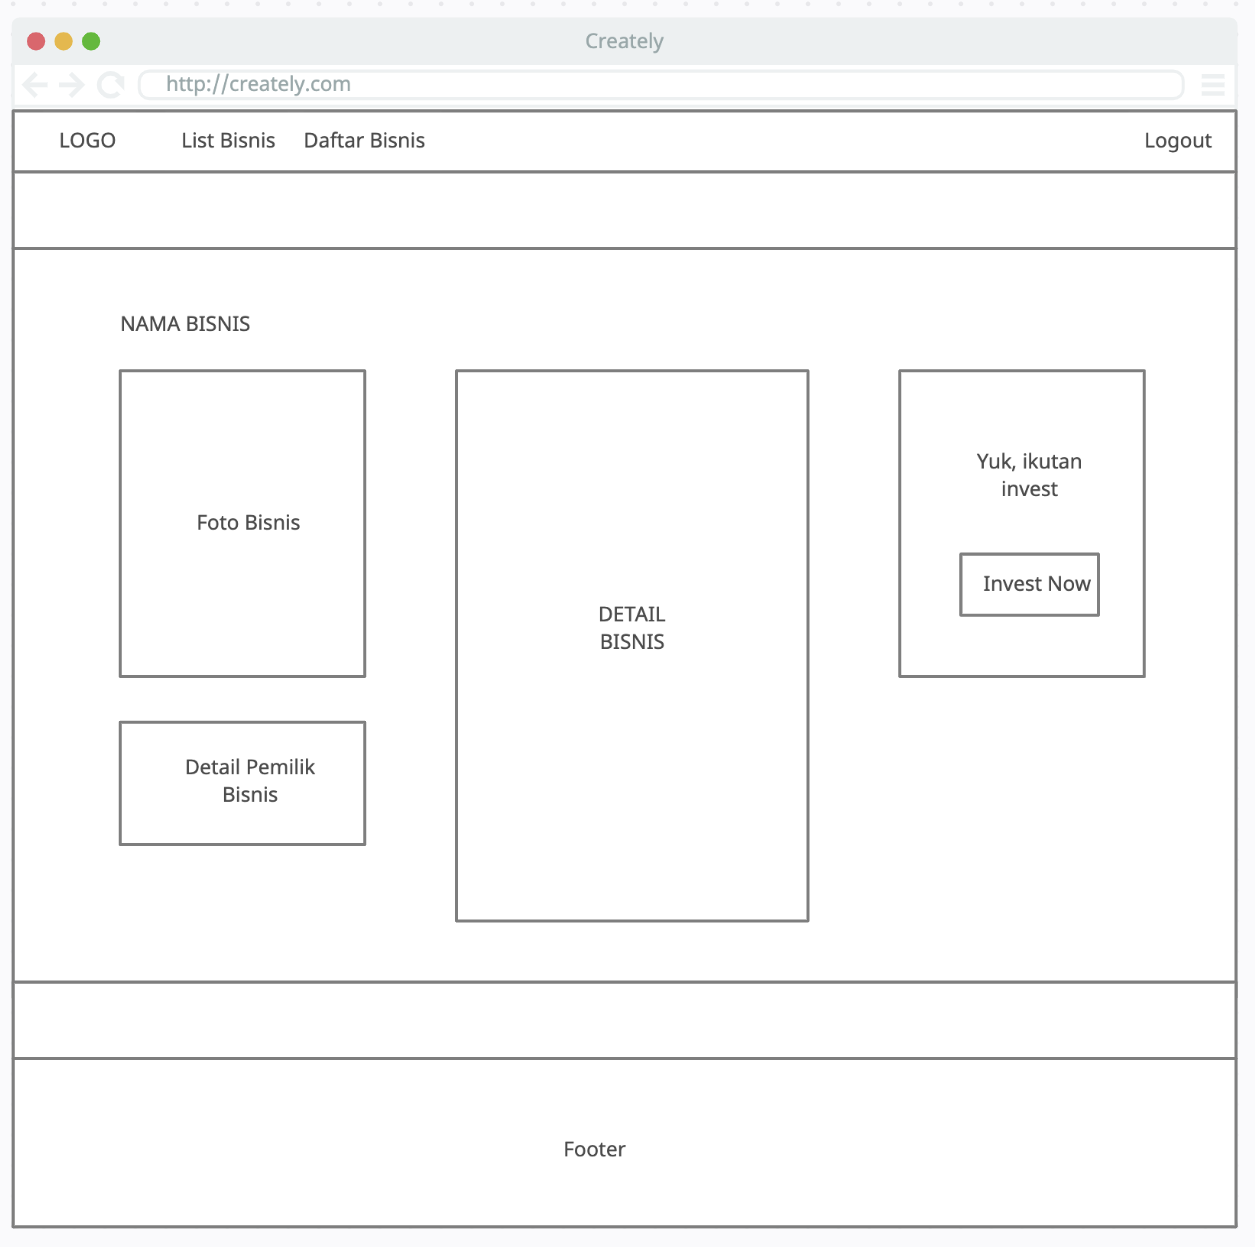 Creately
http://creately.com
LOGO
List Bisnis
Daftar Bisnis
Logout
NAMA BISNIS
Foto Bisnis
DETAIL
BISNIS
Yuk, ikutan
invest
Invest Now
Detail Pemilik
Bisnis
Footer